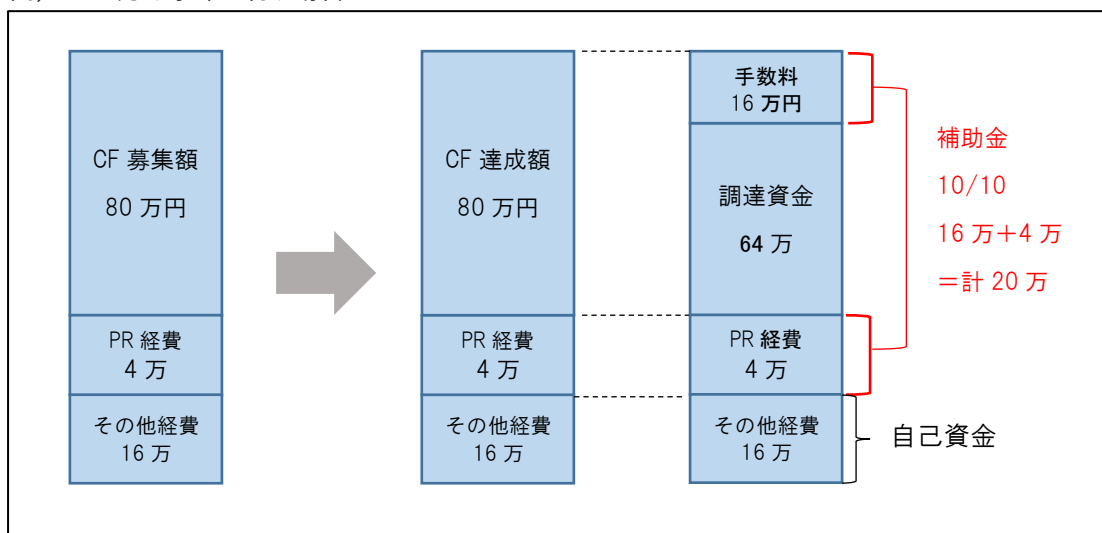 CF 募集額
80 万円
PR 経費
4 万
その他経費
16 万
CF 達成額
80 万円
PR 経費
4 万
その他経費
16 万
手数料
16 万円
調達資金
64 万
PR 経費
4 万
その他経費
16 万
補助金
10/10
16 万＋4 万
＝計 20 万
自己資金